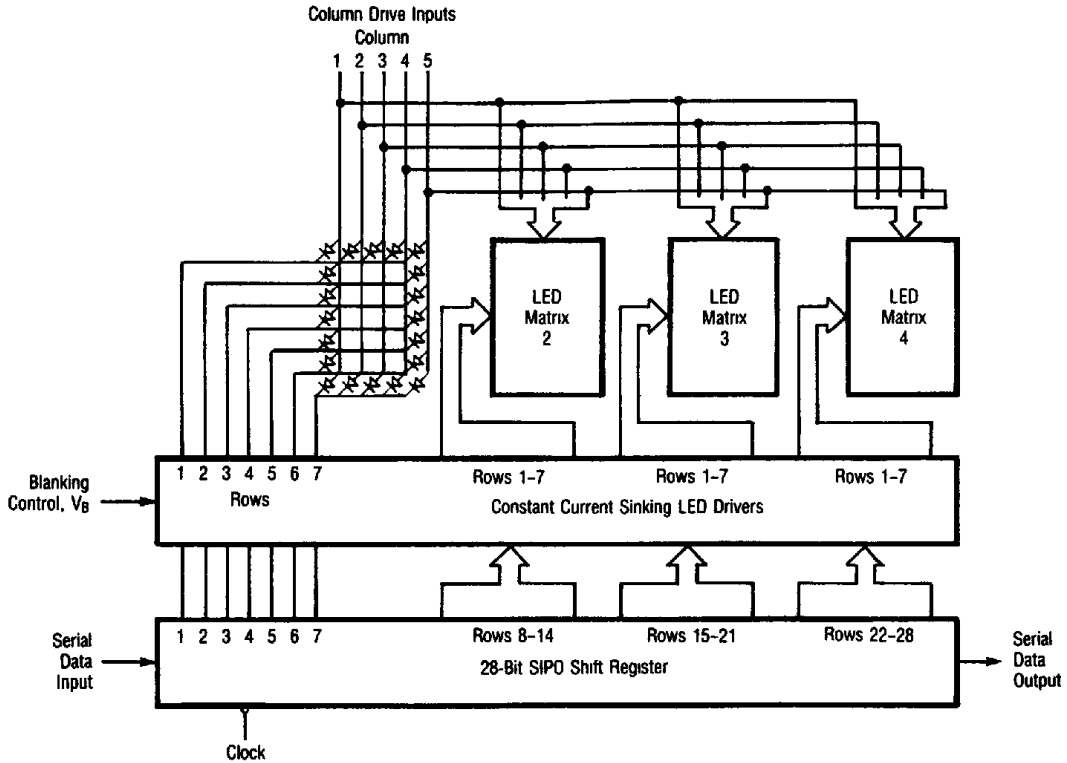 Column Drive Inputs
Column
1 2 3 4 5
LED
Matrix
2
LED
Matrix
3
LED
Matrix
4
1 2 3 4 5 6 7
Rows 1-7
Rows 1-7
Rows 1-7
Blanking
Control, VB
Rows
Constant Current Sinking LED Drivers
1 2 3 4 5 6 7
Rows 8-14
Rows 15-21
Rows 22-28
Serial
Data
Input
28-Bit SIPO Shift Register
Serial
Data
Output
Clock